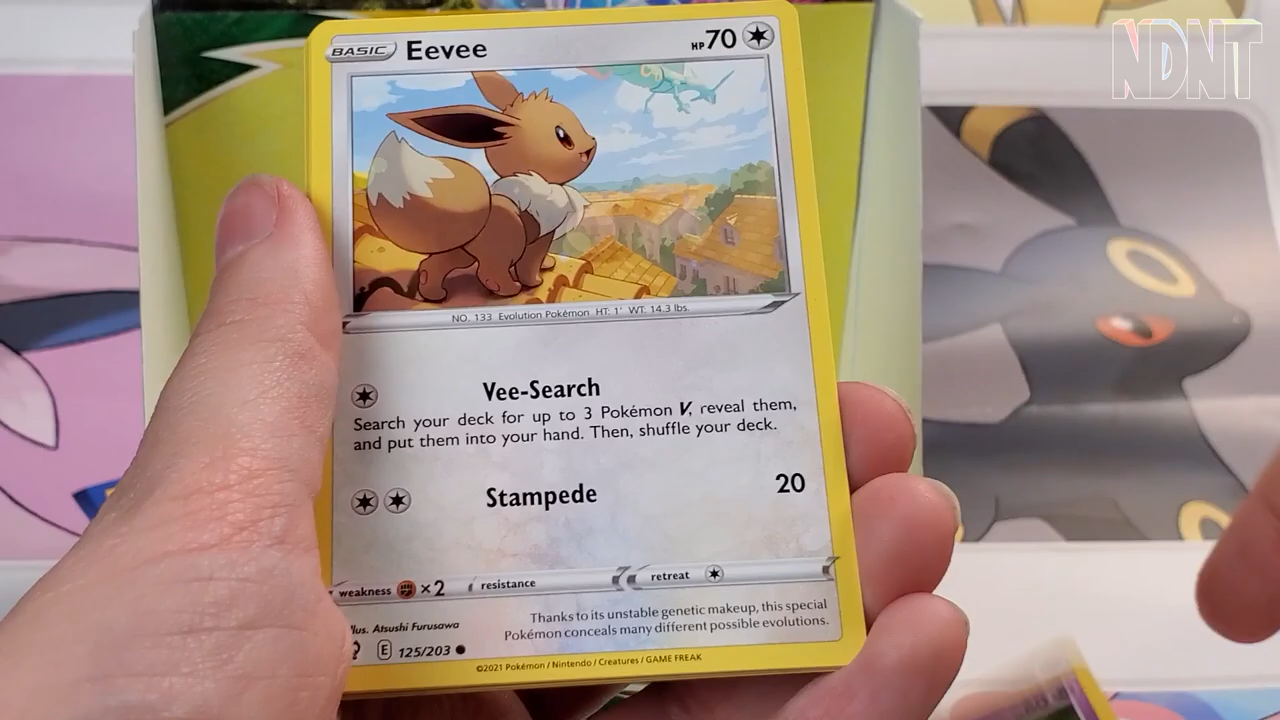 NDNT
BASIC Eevee HP 70
NO. 133 Evolution Pokémon HT: 1' WT: 14.3 lbs.
Vee-Search
Search your deck for up to 3 Pokémon V, reveal them,
and put them into your hand. Then, shuffle your deck.
Stampede 20
weakness ×2 resistance retreat
Thanks to its unstable genetic makeup, this special
Pokémon conceals many different possible evolutions.
lus. Atsushi Furusawa
E 125/203
©2021 Pokémon / Nintendo / Creatures / GAME FREAK